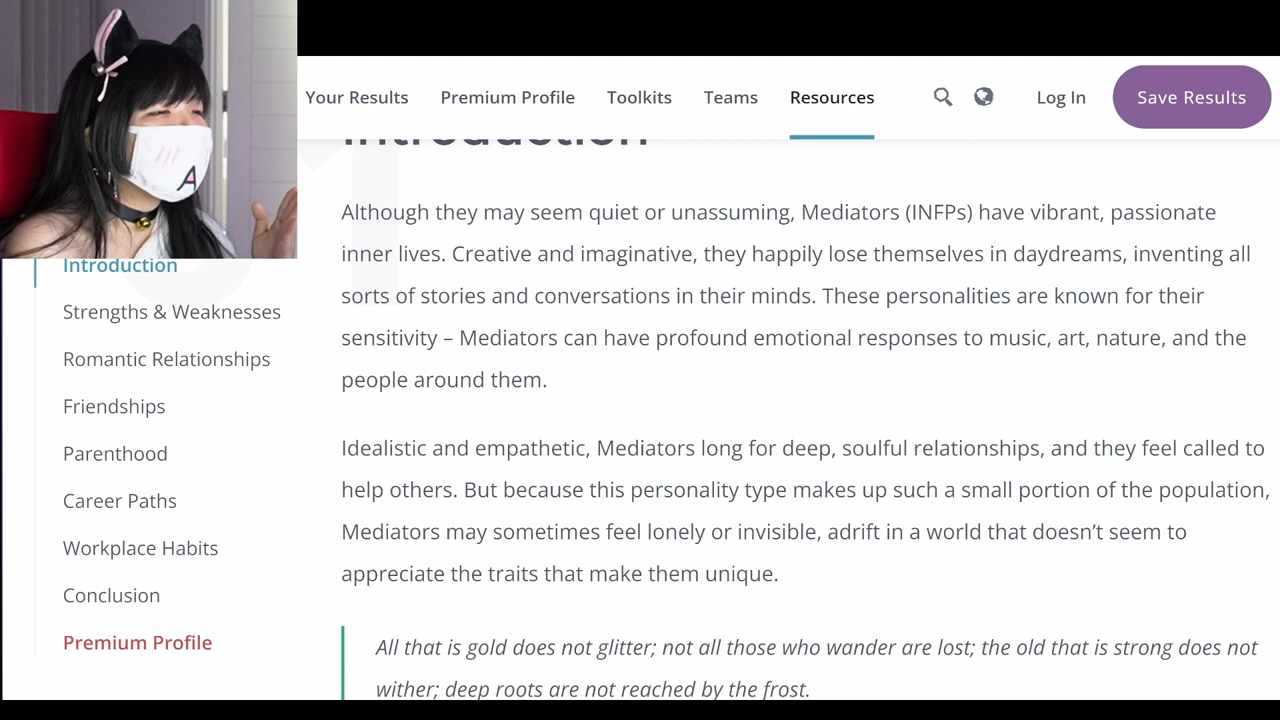 Your Results Premium Profile Toolkits Teams Resources Log In Save Results
Introduction
Although they may seem quiet or unassuming, Mediators (INFPs) have vibrant, passionate
inner lives. Creative and imaginative, they happily lose themselves in daydreams, inventing all
sorts of stories and conversations in their minds. These personalities are known for their
sensitivity – Mediators can have profound emotional responses to music, art, nature, and the
people around them.
Idealistic and empathetic, Mediators long for deep, soulful relationships, and they feel called to
help others. But because this personality type makes up such a small portion of the population,
Mediators may sometimes feel lonely or invisible, adrift in a world that doesn’t seem to
appreciate the traits that make them unique.
All that is gold does not glitter; not all those who wander are lost; the old that is strong does not
wither; deep roots are not reached by the frost.
Introduction
Strengths & Weaknesses
Romantic Relationships
Friendships
Parenthood
Career Paths
Workplace Habits
Conclusion
Premium Profile
A